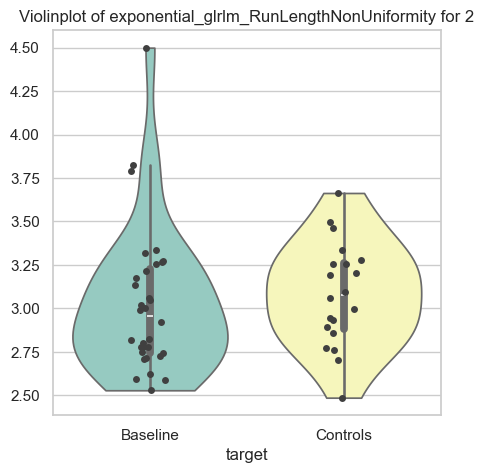 Violinplot of exponential_glrlm_RunLengthNonUniformity for 2
4.50
4.25
4.00
3.75
3.50
3.25
3.00
2.75
2.50
Baseline
Controls
target